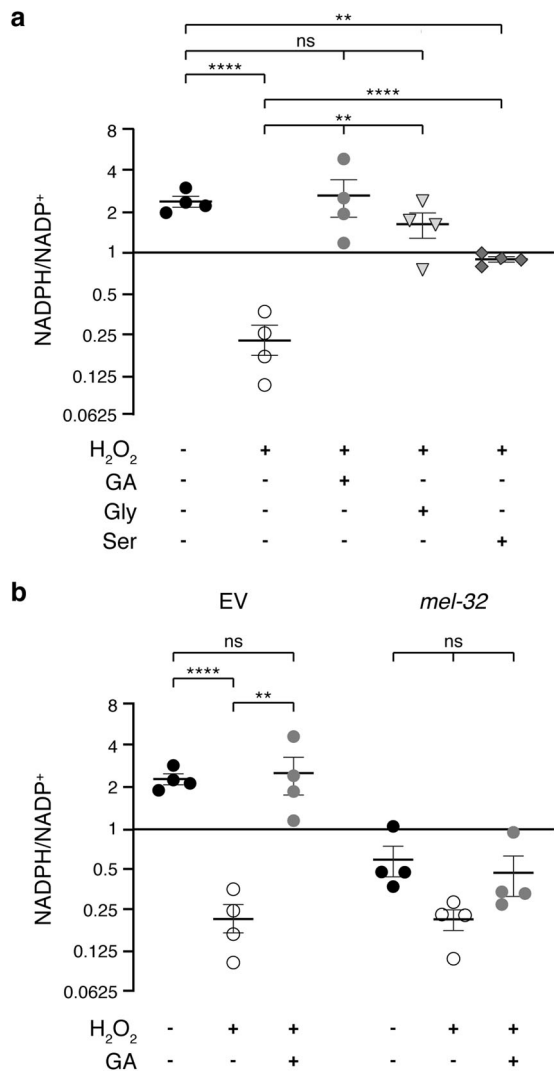 a
**
ns
****
****
**
8
4
2
1
0.5
0.25
0.125
0.0625
NADPH/NADP⁺
H₂O₂ - + + + +
GA - - + - -
Gly - - - + -
Ser - - - - +
b
EV mel-32
ns ns
****
**
8
4
2
1
0.5
0.25
0.125
0.0625
NADPH/NADP⁺
H₂O₂ - + + - + +
GA - - + - - +